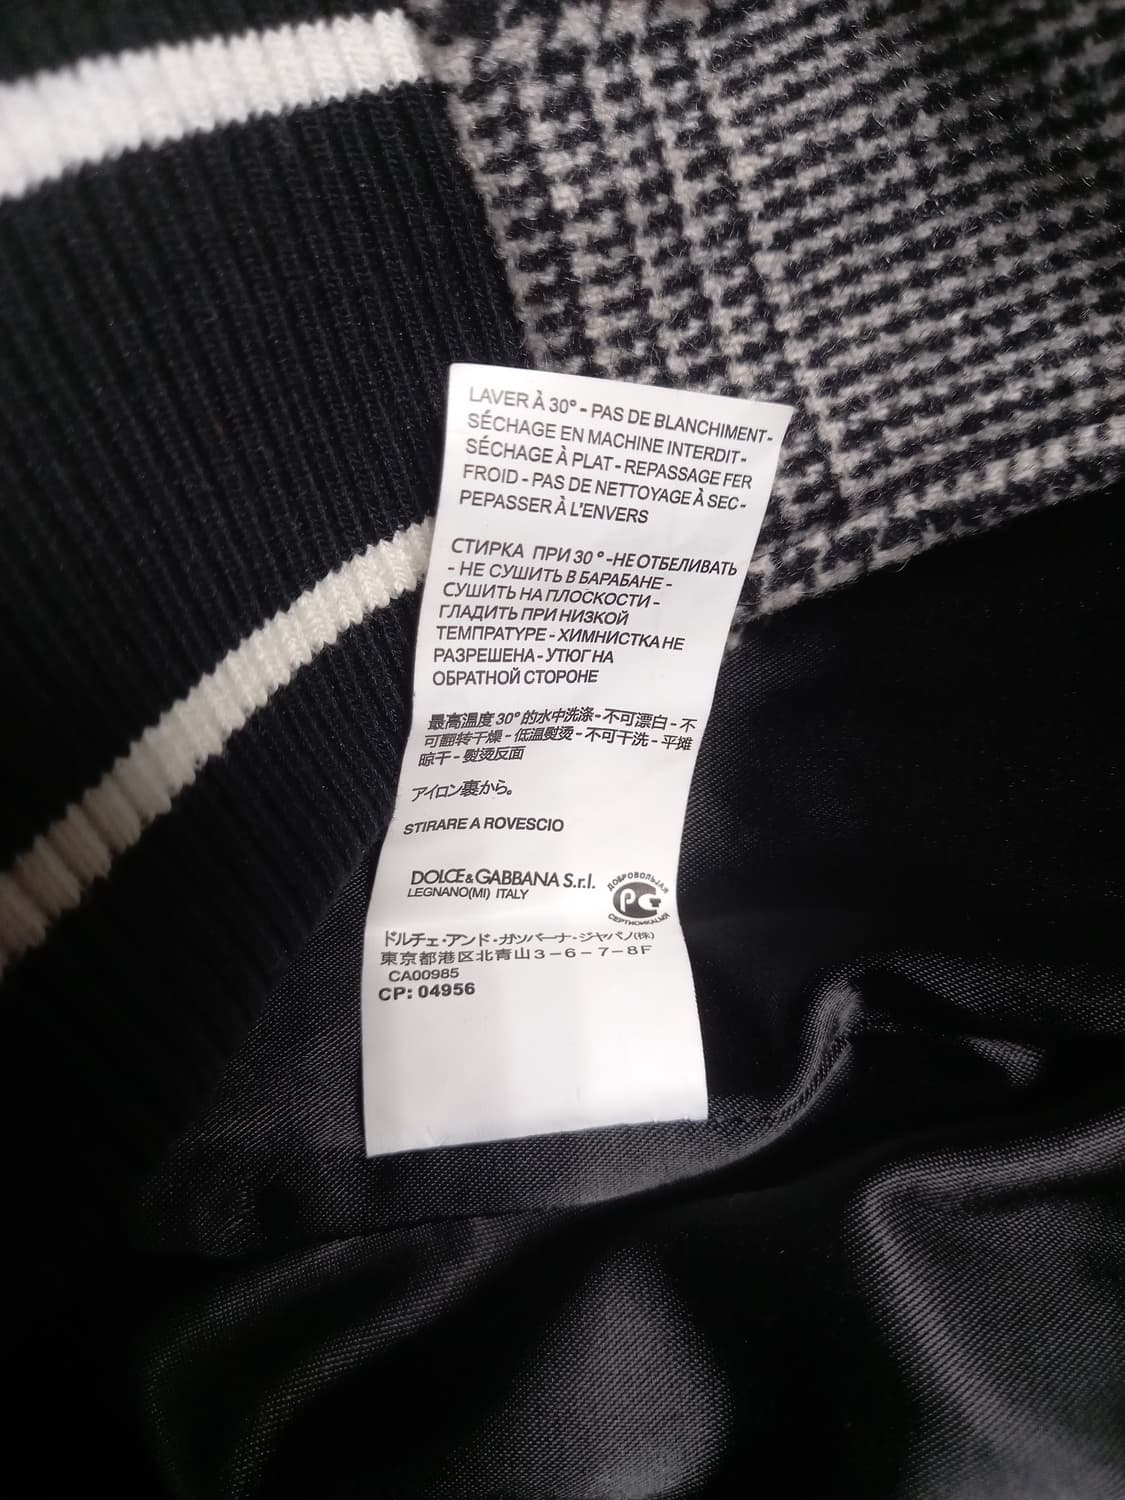 LAVER À 30° - PAS DE BLANCHIMENT-
SÉCHAGE EN MACHINE INTERDIT-
SÉCHAGE À PLAT - REPASSAGE FER
FROID - PAS DE NETTOYAGE À SEC -
PEPASSER À L'ENVERS
СТИРКА ПРИ 30 ° -НЕ ОТБЕЛИВАТЬ
- НЕ СУШИТЬ В БАРАБАНЕ -
СУШИТЬ НА ПЛОСКОСТИ -
ГЛАДИТЬ ПРИ НИЗКОЙ
ТЕМПРАТУРЕ - ХИМНИСТКА НЕ
РАЗРЕШЕНА - УТЮГ НА
ОБРАТНОЙ СТОРОНЕ
最高温度 30° 的水中洗涤 - 不可漂白 - 不
可翻转干燥 - 低温熨烫 - 不可干洗 - 平摊
晾干 - 熨烫反面
アイロン裏から。
STIRARE A ROVESCIO
DOLCE & GABBANA S.r.l.
LEGNANO(MI) ITALY
ДОБРОВОЛЬНАЯ
РС
ドルチェ・アンド・ガッバーナ・ジャパン(株)
東京都港区北青山3-6-7-8F
CA00985
CP: 04956